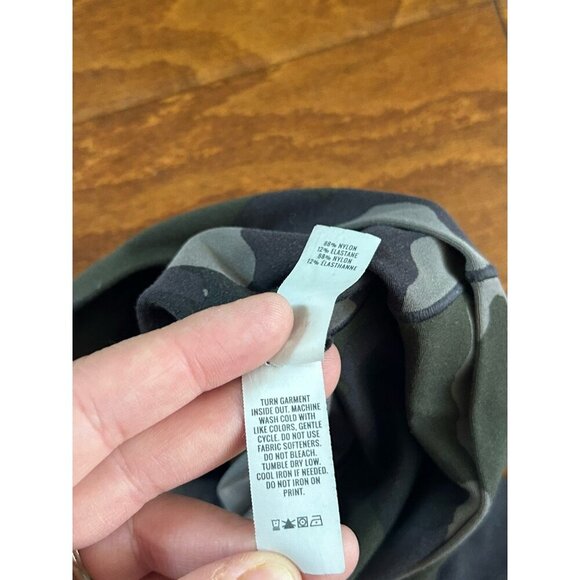 88% NYLON
12% ELASTANE
88% NYLON
12% ELASTHANNE
TURN GARMENT
INSIDE OUT. MACHINE
WASH COLD WITH
LIKE COLORS, GENTLE
CYCLE. DO NOT USE
FABRIC SOFTENERS.
DO NOT BLEACH.
TUMBLE DRY LOW.
COOL IRON IF NEEDED.
DO NOT IRON ON
PRINT.